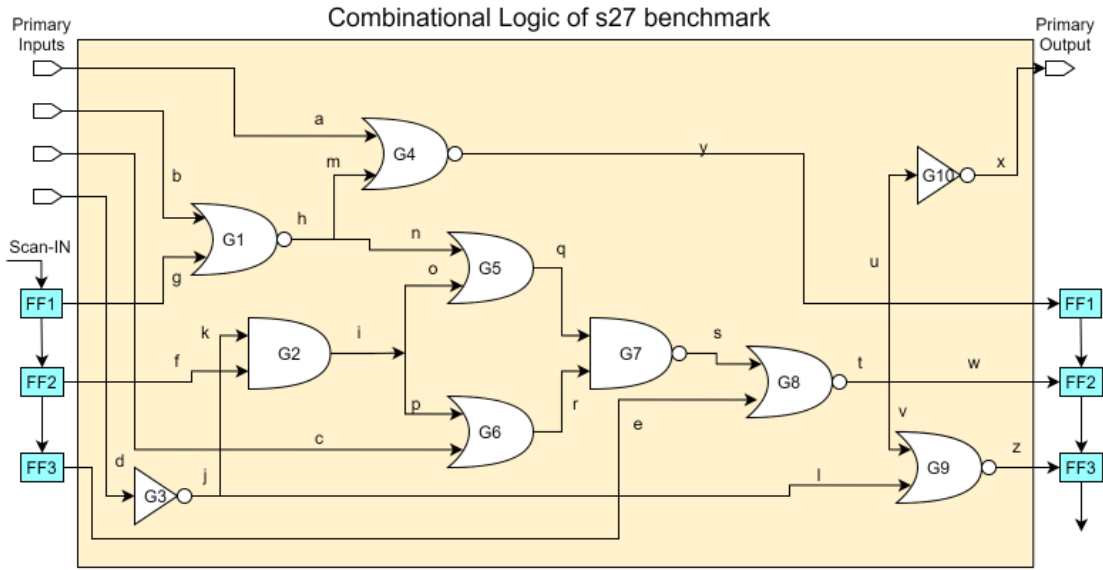 Combinational Logic of s27 benchmark
Primary
Inputs
Primary
Output
a
G4
y
m
G10
x
b
h
G1
n
q
u
Scan-IN
g
o
G5
FF1
FF1
k
i
f
G2
G7
s
t
w
FF2
G8
FF2
p
r
c
G6
e
v
d
j
l
G9
z
FF3
G3
FF3